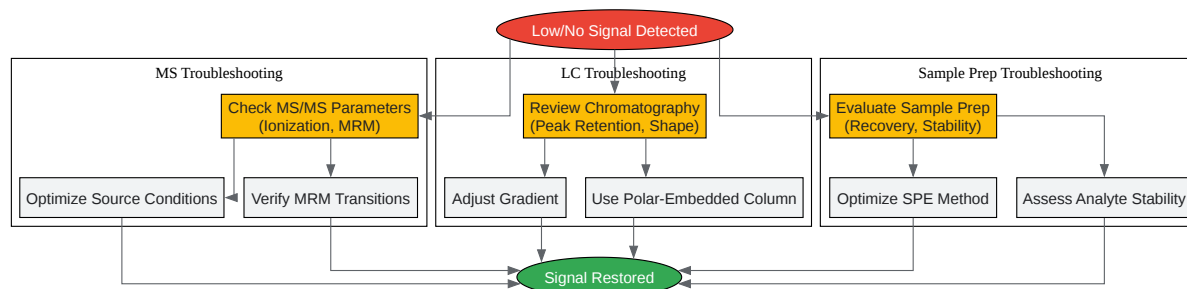 Low/No Signal Detected
MS Troubleshooting
LC Troubleshooting
Sample Prep Troubleshooting
Check MS/MS Parameters
(Ionization, MRM)
Review Chromatography
(Peak Retention, Shape)
Evaluate Sample Prep
(Recovery, Stability)
Optimize Source Conditions
Verify MRM Transitions
Adjust Gradient
Use Polar-Embedded Column
Optimize SPE Method
Assess Analyte Stability
Signal Restored